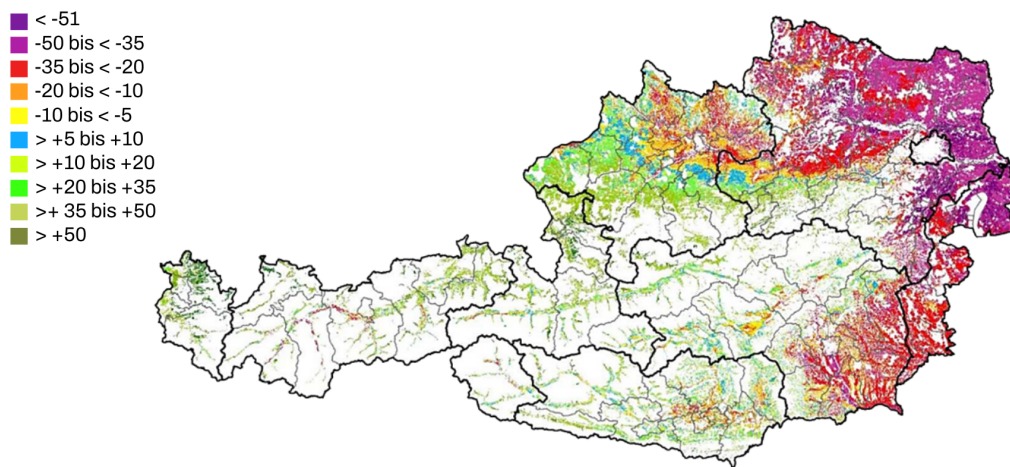 < -51
-50 bis < -35
-35 bis < -20
-20 bis < -10
-10 bis < -5
> +5 bis +10
> +10 bis +20
> +20 bis +35
>+ 35 bis +50
> +50